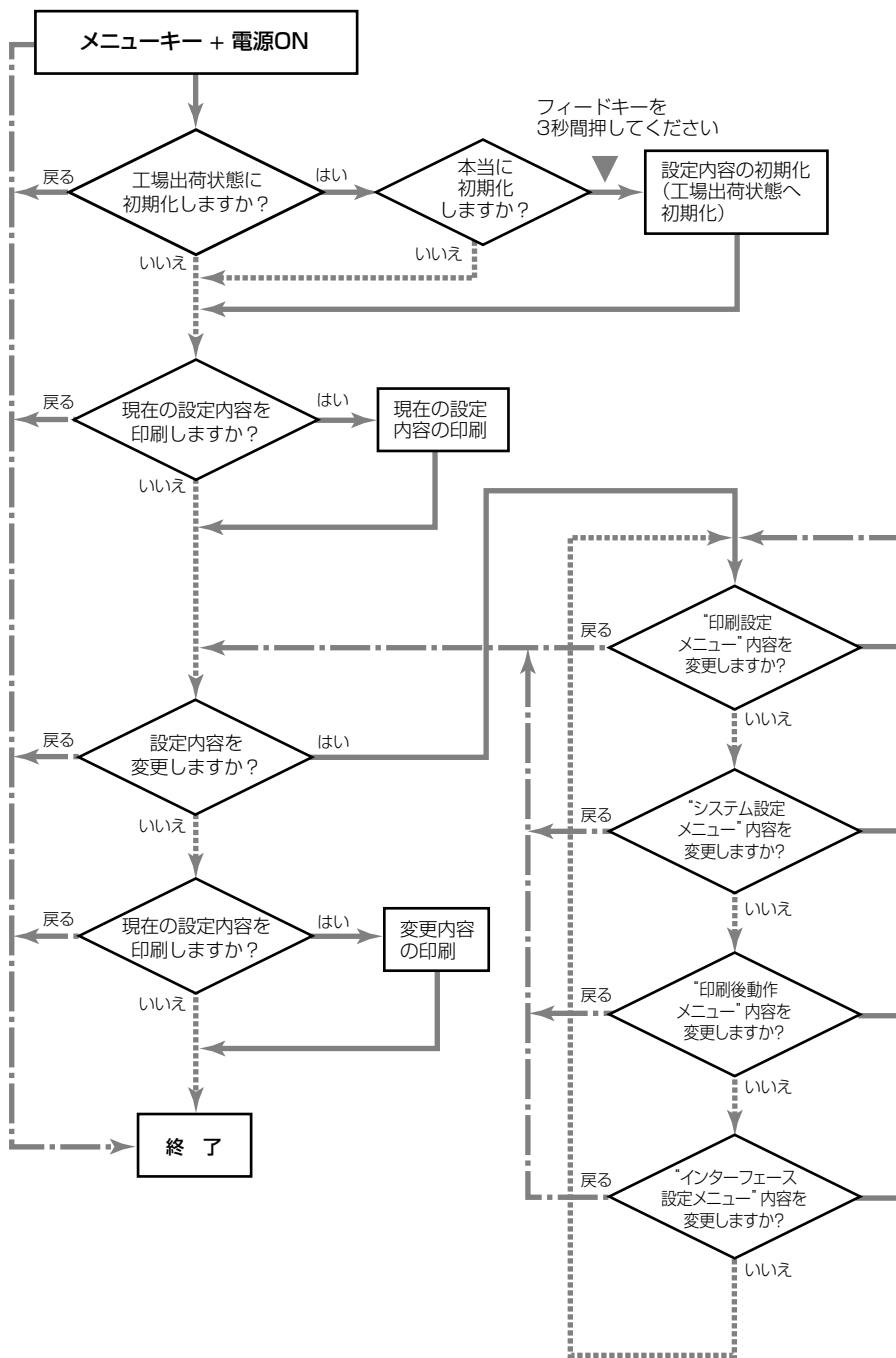 メニューキー + 電源ON
フィードキーを
3秒間押してください
戻る
工場出荷状態に
初期化しますか？
はい
本当に
初期化
しますか？
設定内容の初期化
（工場出荷状態へ
初期化）
いいえ
いいえ
戻る
現在の設定内容を
印刷しますか？
はい
現在の設定
内容の印刷
いいえ
戻る
"印刷設定
メニュー"内容を
変更しますか?
いいえ
戻る
設定内容を
変更しますか？
はい
いいえ
戻る
"システム設定
メニュー"内容を
変更しますか?
いいえ
戻る
現在の設定内容を
印刷しますか？
はい
変更内容
の印刷
いいえ
戻る
"印刷後動作
メニュー"内容を
変更しますか?
いいえ
終 了
戻る
"インターフェース
設定メニュー"内容を
変更しますか?
いいえ